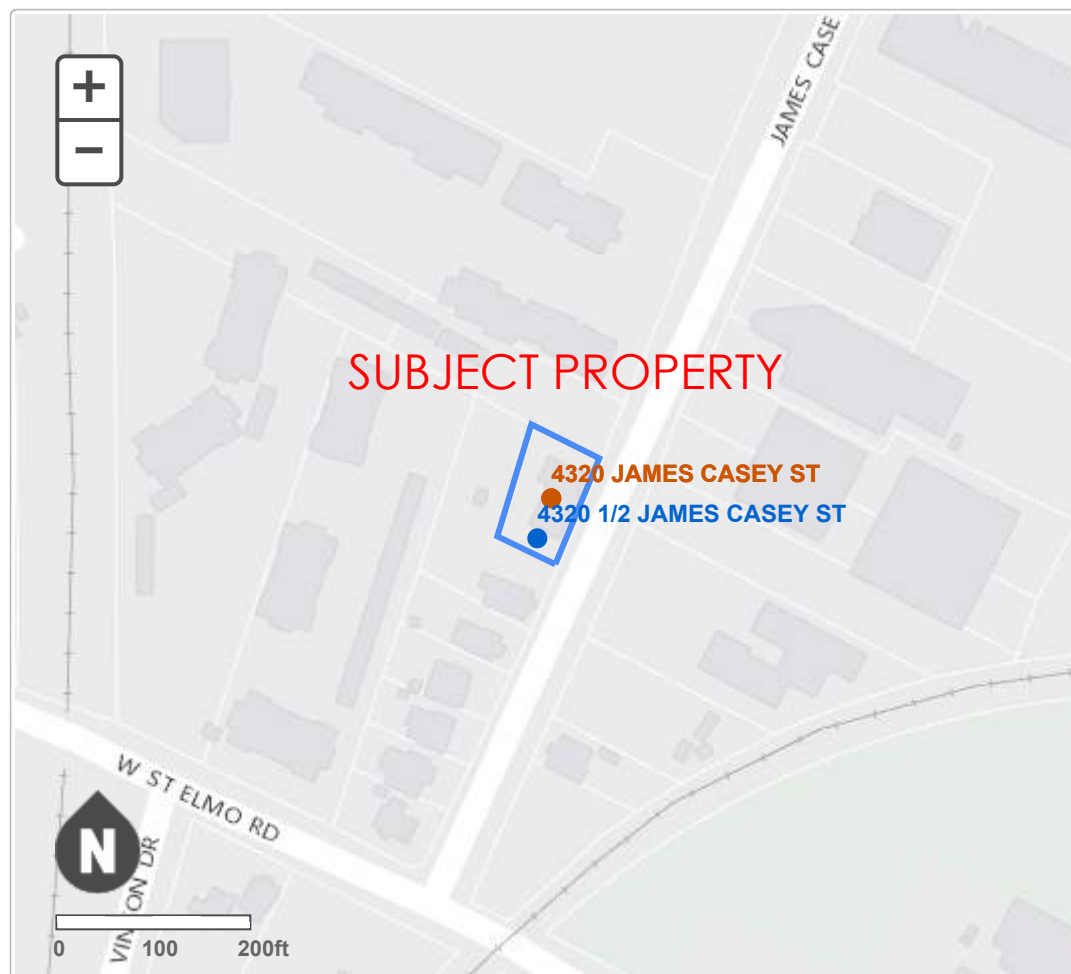 +
−
JAMES CASE
SUBJECT PROPERTY
4320 JAMES CASEY ST
4320 1/2 JAMES CASEY ST
W ST ELMO RD
N
DR
0 100 200ft